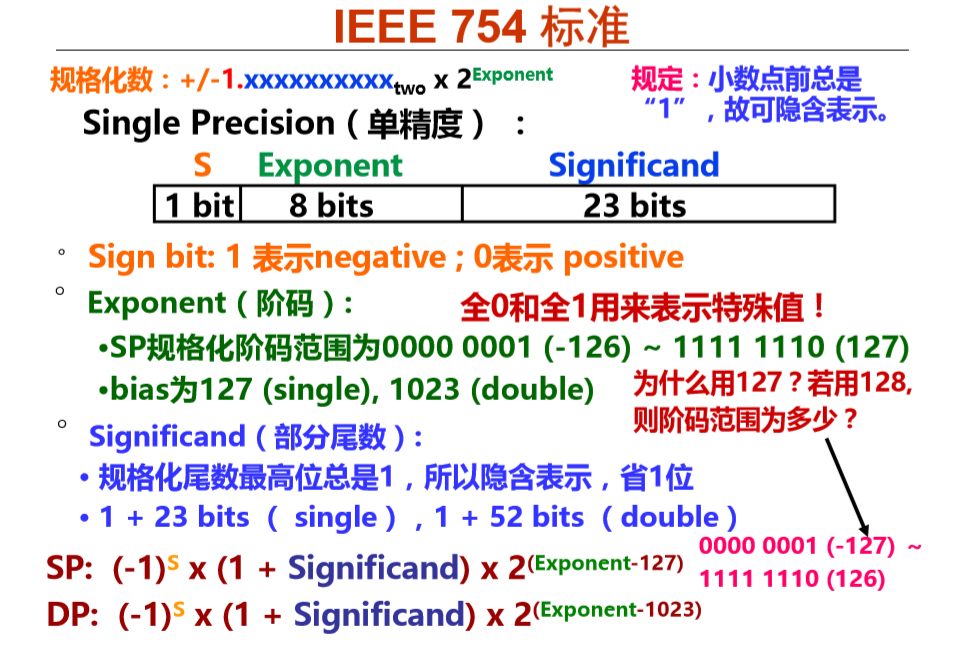 IEEE 754 标准
规格化数：+/-1.xxxxxxxxxxtwo x 2Exponent
规定：小数点前总是
“1” ，故可隐含表示。
Single Precision（单精度） ：
S Exponent Significand
1 bit 8 bits 23 bits
° Sign bit: 1 表示negative ; 0表示 positive
° Exponent（阶码）:
全0和全1用来表示特殊值！
•SP规格化阶码范围为0000 0001 (-126) ~ 1111 1110 (127)
•bias为127 (single), 1023 (double)
为什么用127？若用128,
则阶码范围为多少？
° Significand（部分尾数）:
• 规格化尾数最高位总是1，所以隐含表示，省1位
• 1 + 23 bits （ single），1 + 52 bits （double）
0000 0001 (-127) ~
1111 1110 (126)
SP: (-1)S x (1 + Significand) x 2(Exponent-127)
DP: (-1)S x (1 + Significand) x 2(Exponent-1023)